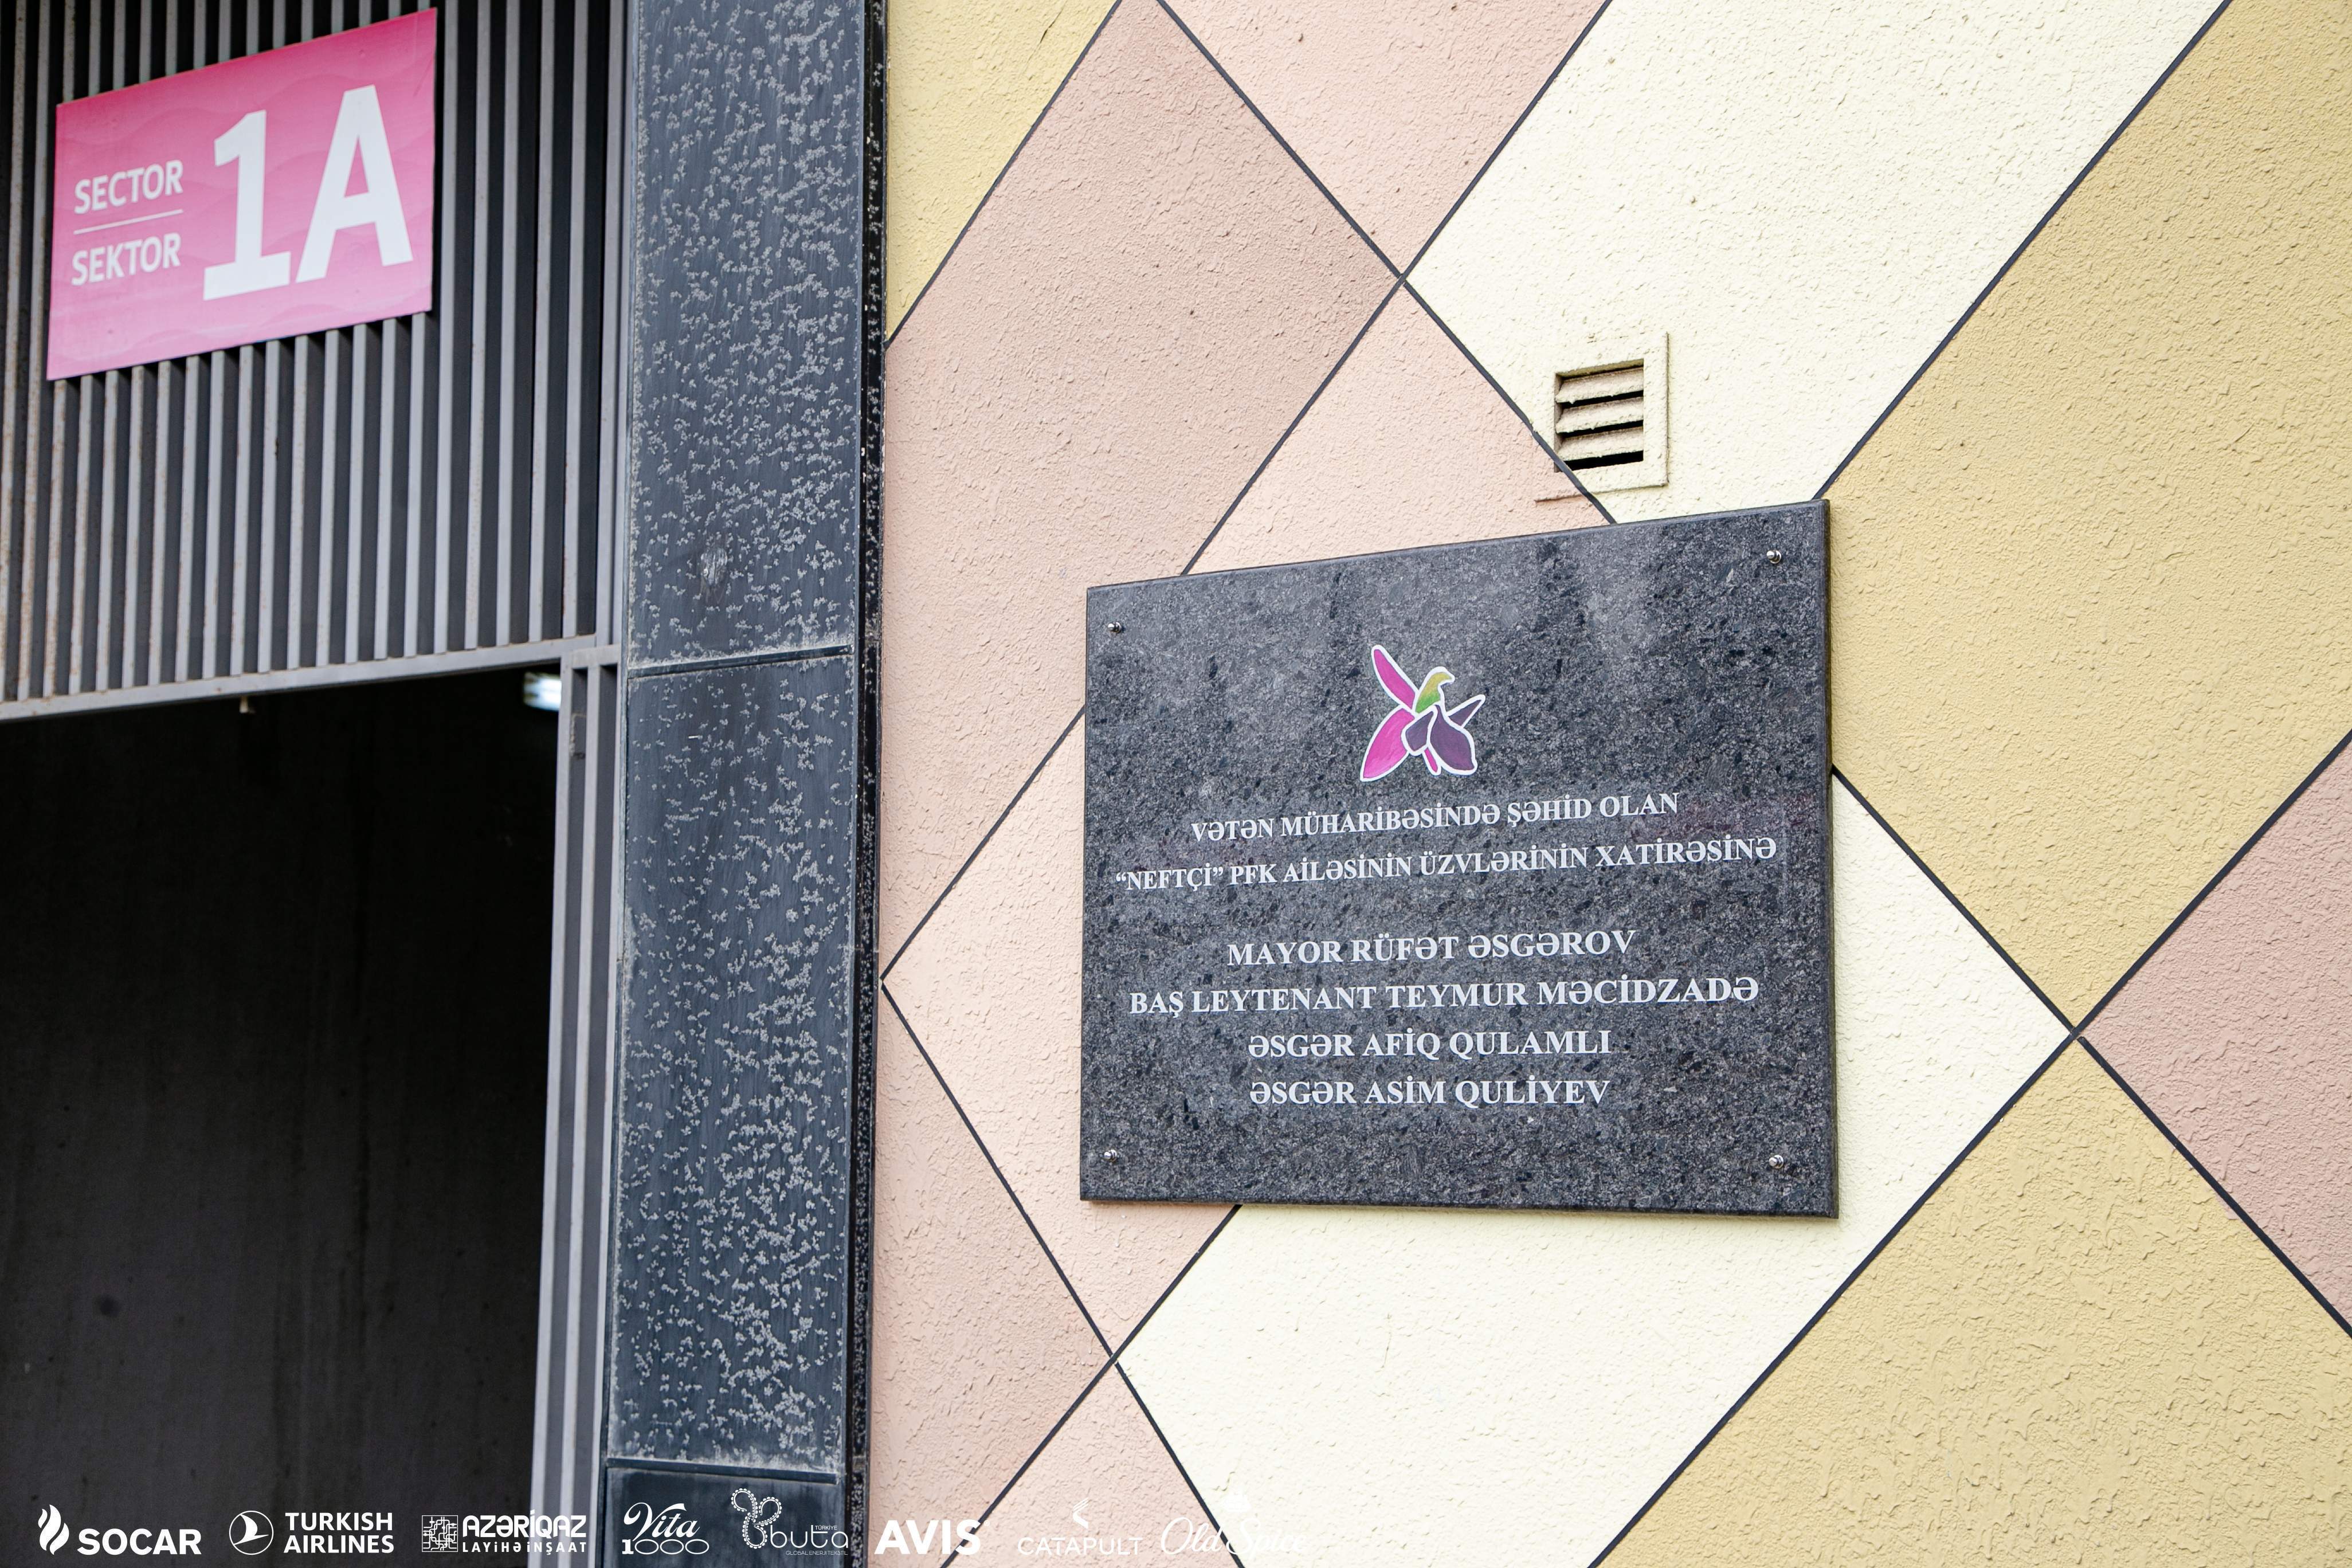 SECTOR
SEKTOR
1A
VƏTƏN MÜHARİBƏSİNDƏ ŞƏHİD OLAN
“NEFTÇİ” PFK AİLƏSİNİN ÜZVLƏRİNİN XATİRƏSİNƏ
MAYOR RÜFƏT ƏSGƏROV
BAŞ LEYTENANT TEYMUR MƏCİDZADƏ
ƏSGƏR AFİQ QULAMLI
ƏSGƏR ASİM QULİYEV
SOCAR
TURKISH
AIRLINES
AZƏRİQAZ
LAYİHƏİNŞAAT
Vita
1000
TÜRKİYE
buta
AVIS
CATAPULT
Old Spice